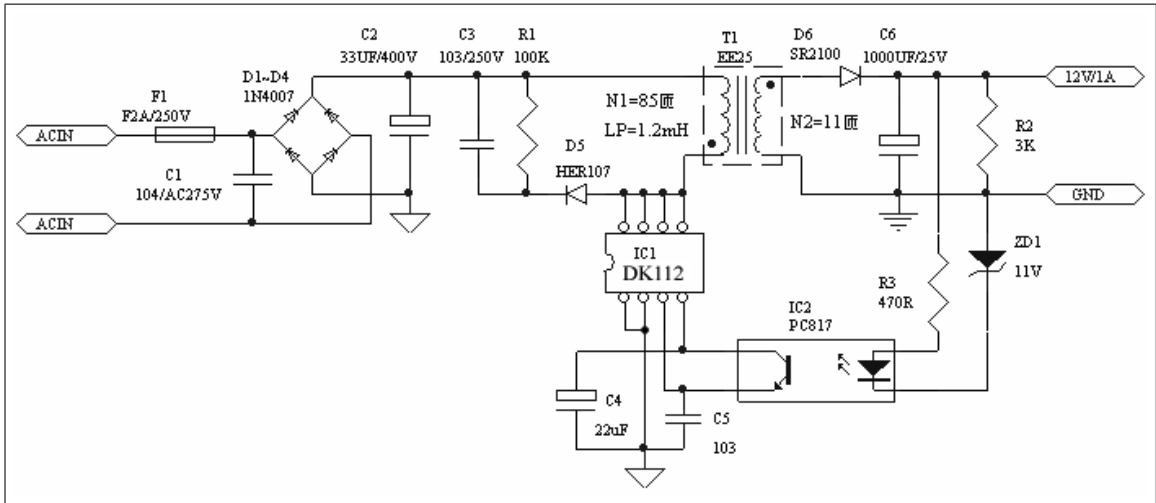 C2
33UF/400V
C3
103/250V
R1
100K
T1
EE25
D6
SR2100
C6
1000UF/25V
D1~D4
1N4007
12V/1A
F1
F2A/250V
N1=85匝
LP=1.2mH
N2=11匝
R2
3K
ACIN
D5
HER107
C1
104/AC275V
GND
ACIN
IC1
DK112
ZD1
11V
R3
470R
IC2
PC817
C4
22uF
C5
103